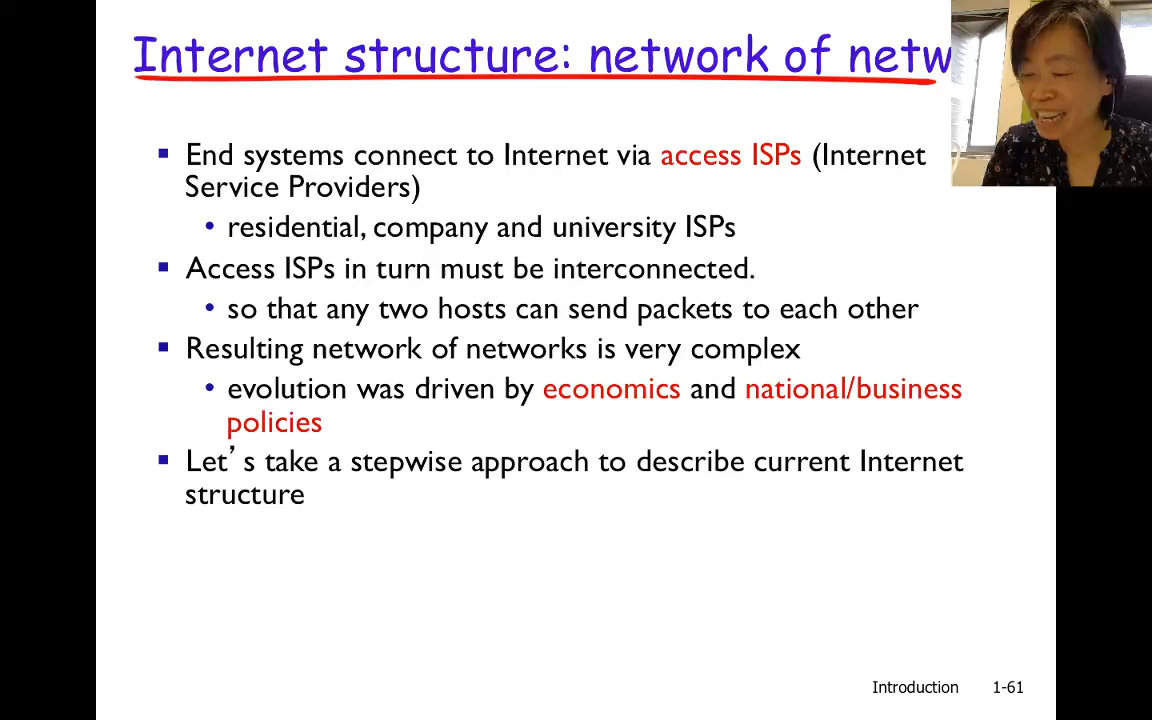 Internet structure: network of netw
▪ End systems connect to Internet via access ISPs (Internet
Service Providers)
• residential, company and university ISPs
▪ Access ISPs in turn must be interconnected.
• so that any two hosts can send packets to each other
▪ Resulting network of networks is very complex
• evolution was driven by economics and national/business
policies
▪ Let’s take a stepwise approach to describe current Internet
structure
Introduction 1-61